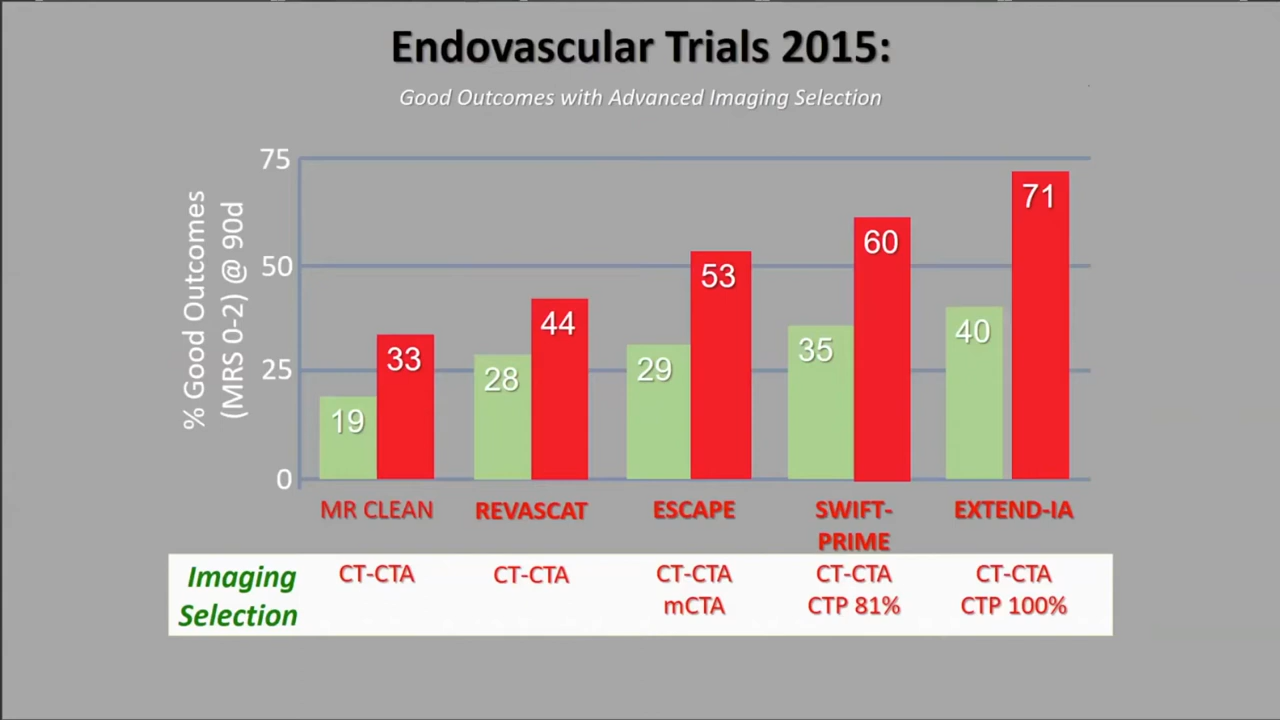 Endovascular Trials 2015:
Good Outcomes with Advanced Imaging Selection
% Good Outcomes
(MRS 0-2) @ 90d
75
50
25
0
19
33
28
44
29
53
35
60
40
71
MR CLEAN
REVASCAT
ESCAPE
SWIFT-
PRIME
EXTEND-IA
Imaging
Selection
CT-CTA
CT-CTA
CT-CTA
mCTA
CT-CTA
CTP 81%
CT-CTA
CTP 100%